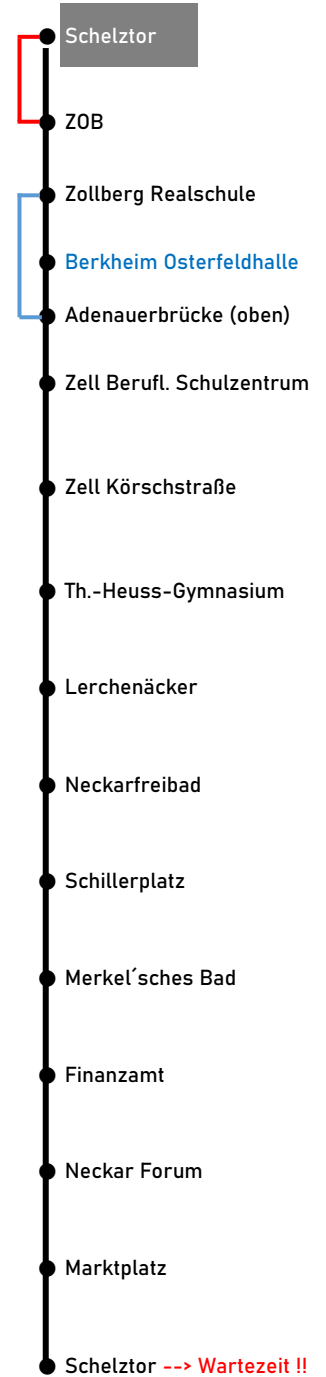 Schelztor
ZOB
Zollberg Realschule
Berkheim Osterfeldhalle
Adenauerbrücke (oben)
Zell Berufl. Schulzentrum
Zell Körschstraße
Th.-Heuss-Gymnasium
Lerchenäcker
Neckarfreibad
Schillerplatz
Merkel´sches Bad
Finanzamt
Neckar Forum
Marktplatz
Schelztor --> Wartezeit !!